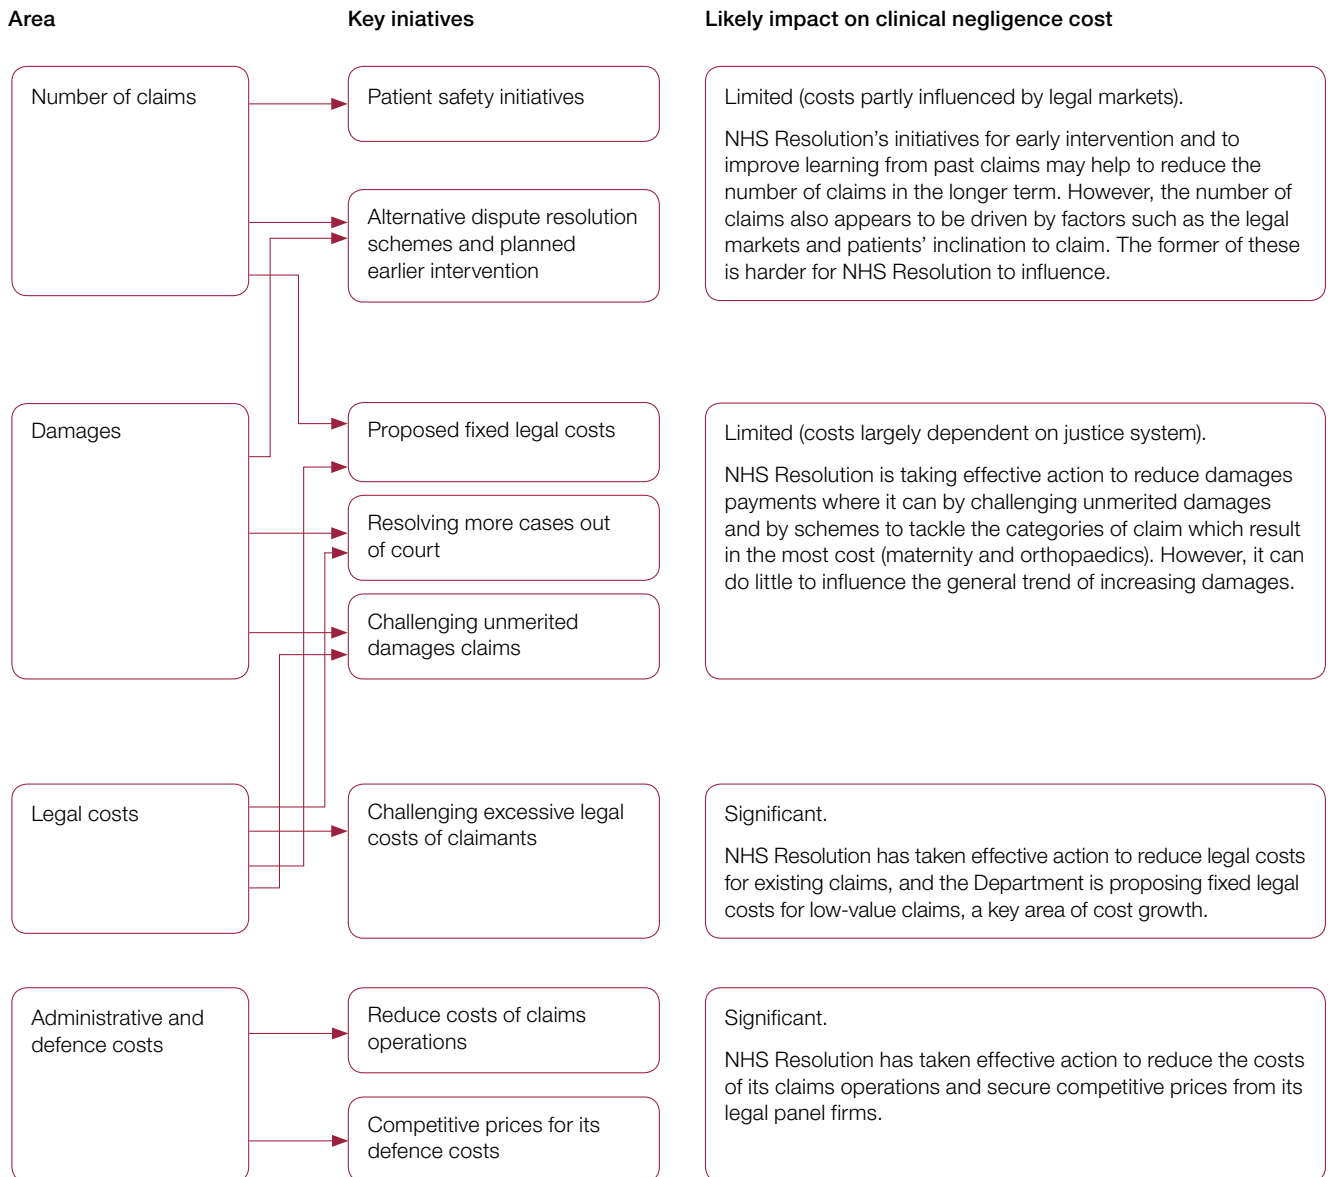 Area
Key iniatives
Likely impact on clinical negligence cost
Number of claims
Patient safety initiatives
Alternative dispute resolution
schemes and planned
earlier intervention
Limited (costs partly influenced by legal markets).
NHS Resolution's initiatives for early intervention and to
improve learning from past claims may help to reduce the
number of claims in the longer term. However, the number of
claims also appears to be driven by factors such as the legal
markets and patients' inclination to claim. The former of these
is harder for NHS Resolution to influence.
Damages
Proposed fixed legal costs
Resolving more cases out
of court
Challenging unmerited
damages claims
Limited (costs largely dependent on justice system).
NHS Resolution is taking effective action to reduce damages
payments where it can by challenging unmerited damages
and by schemes to tackle the categories of claim which result
in the most cost (maternity and orthopaedics). However, it can
do little to influence the general trend of increasing damages.
Legal costs
Challenging excessive legal
costs of claimants
Significant.
NHS Resolution has taken effective action to reduce legal costs
for existing claims, and the Department is proposing fixed legal
costs for low-value claims, a key area of cost growth.
Administrative and
defence costs
Reduce costs of claims
operations
Competitive prices for its
defence costs
Significant.
NHS Resolution has taken effective action to reduce the costs
of its claims operations and secure competitive prices from its
legal panel firms.